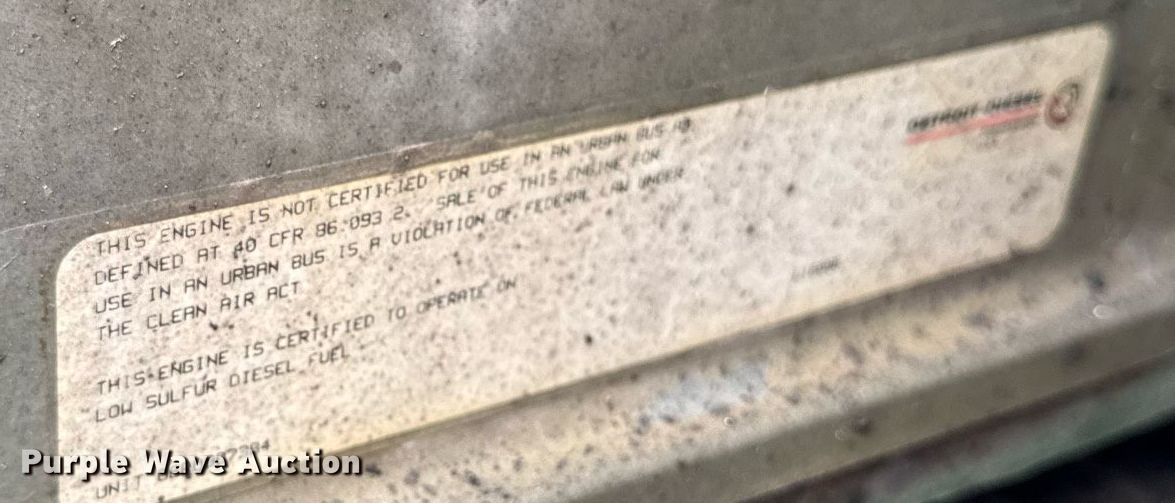 THIS ENGINE IS NOT CERTIFIED FOR USE IN AN URBAN BUS AS
DEFINED AT 40 CFR 86.093 2. SALE OF THIS ENGINE FOR
USE IN AN URBAN BUS IS A VIOLATION OF FEDERAL LAW UNDER
THE CLEAN AIR ACT
THIS ENGINE IS CERTIFIED TO OPERATE ON
LOW SULFUR DIESEL FUEL
UNIT
DETROIT DIESEL
Purple Wave Auction